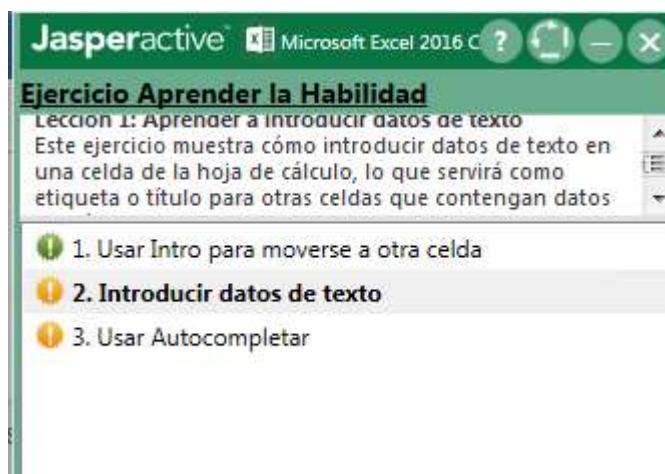 Jasperactive Microsoft Excel 2016 C
Ejercicio Aprender la Habilidad
Lección 1: Aprender a introducir datos de texto
Este ejercicio muestra cómo introducir datos de texto en
una celda de la hoja de cálculo, lo que servirá como
etiqueta o título para otras celdas que contengan datos
1. Usar Intro para moverse a otra celda
2. Introducir datos de texto
3. Usar Autocompletar